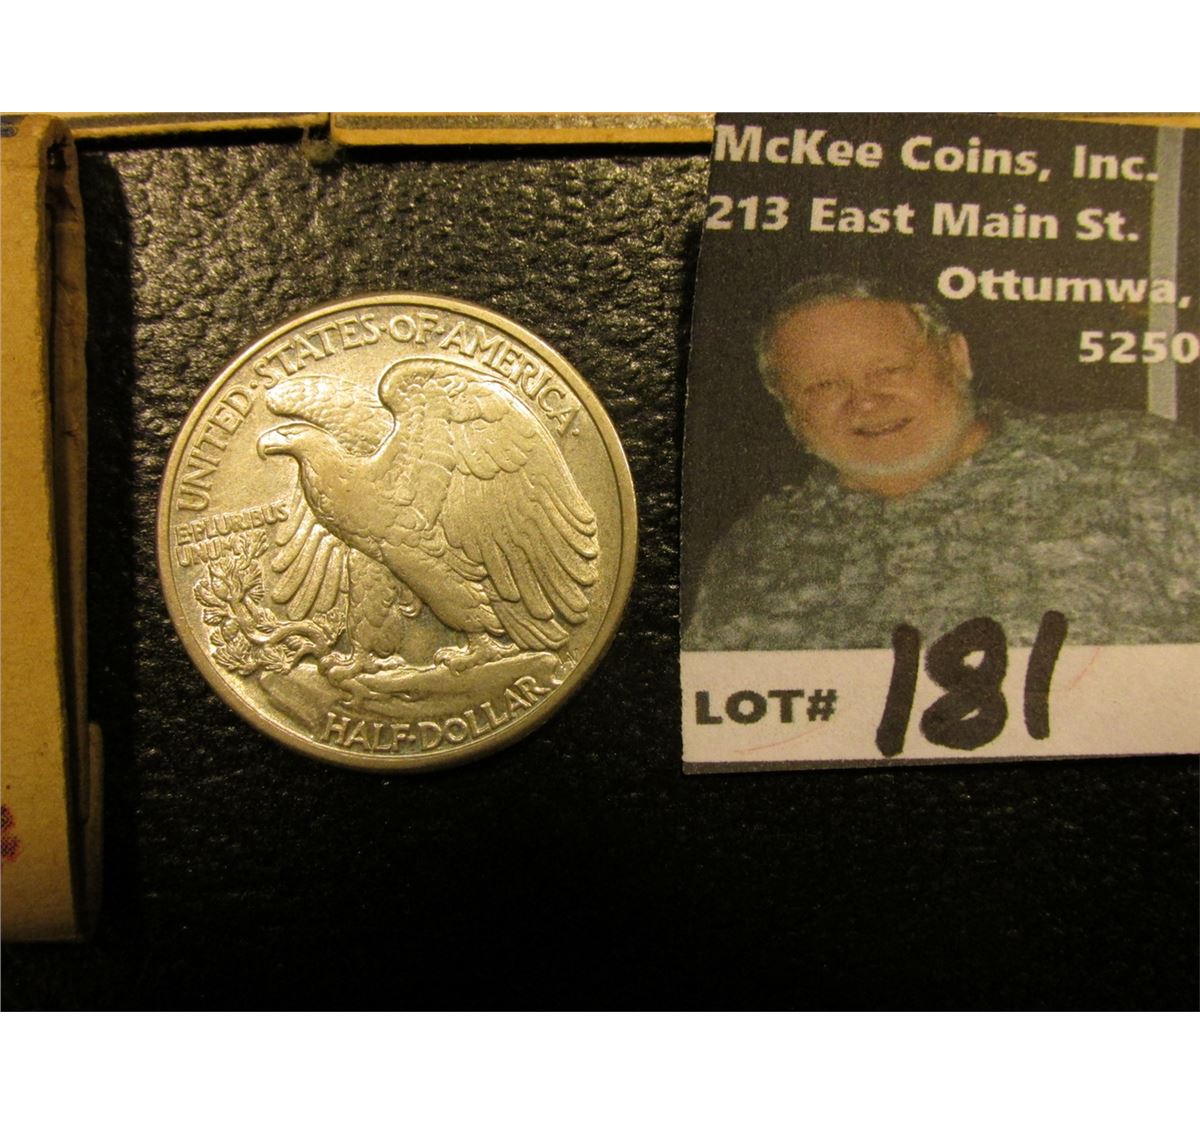 McKee Coins, Inc.
213 East Main St.
Ottumwa,
5250
LOT# 181
UNITED·STATES·OF·AMERICA·
E·PLURIBUS
UNUM
HALF·DOLLAR